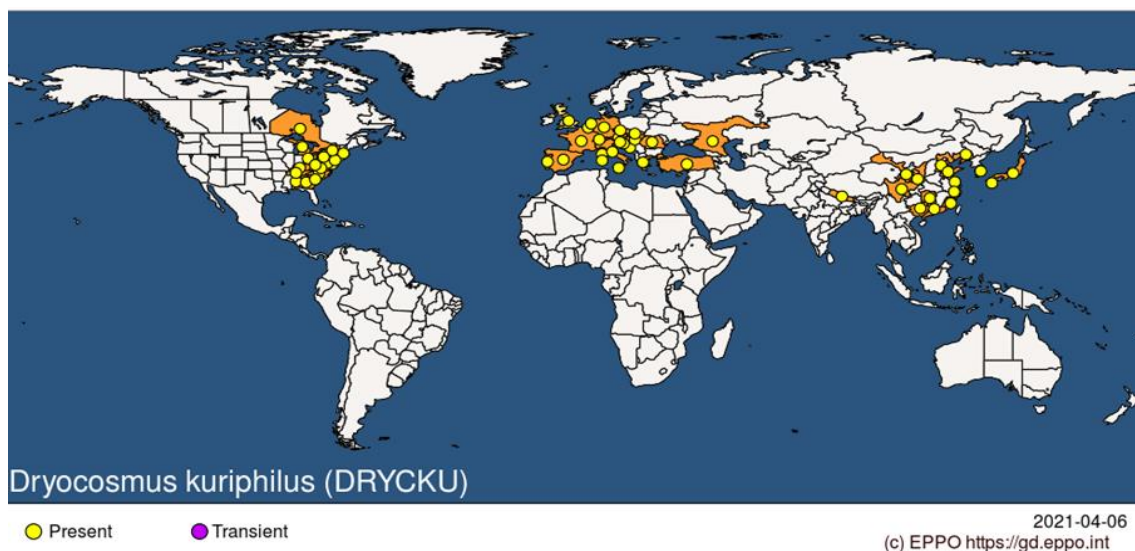 Dryocosmus kuriphilus (DRYCKU)
Present
Transient
2021-04-06
(c) EPPO https://gd.eppo.int